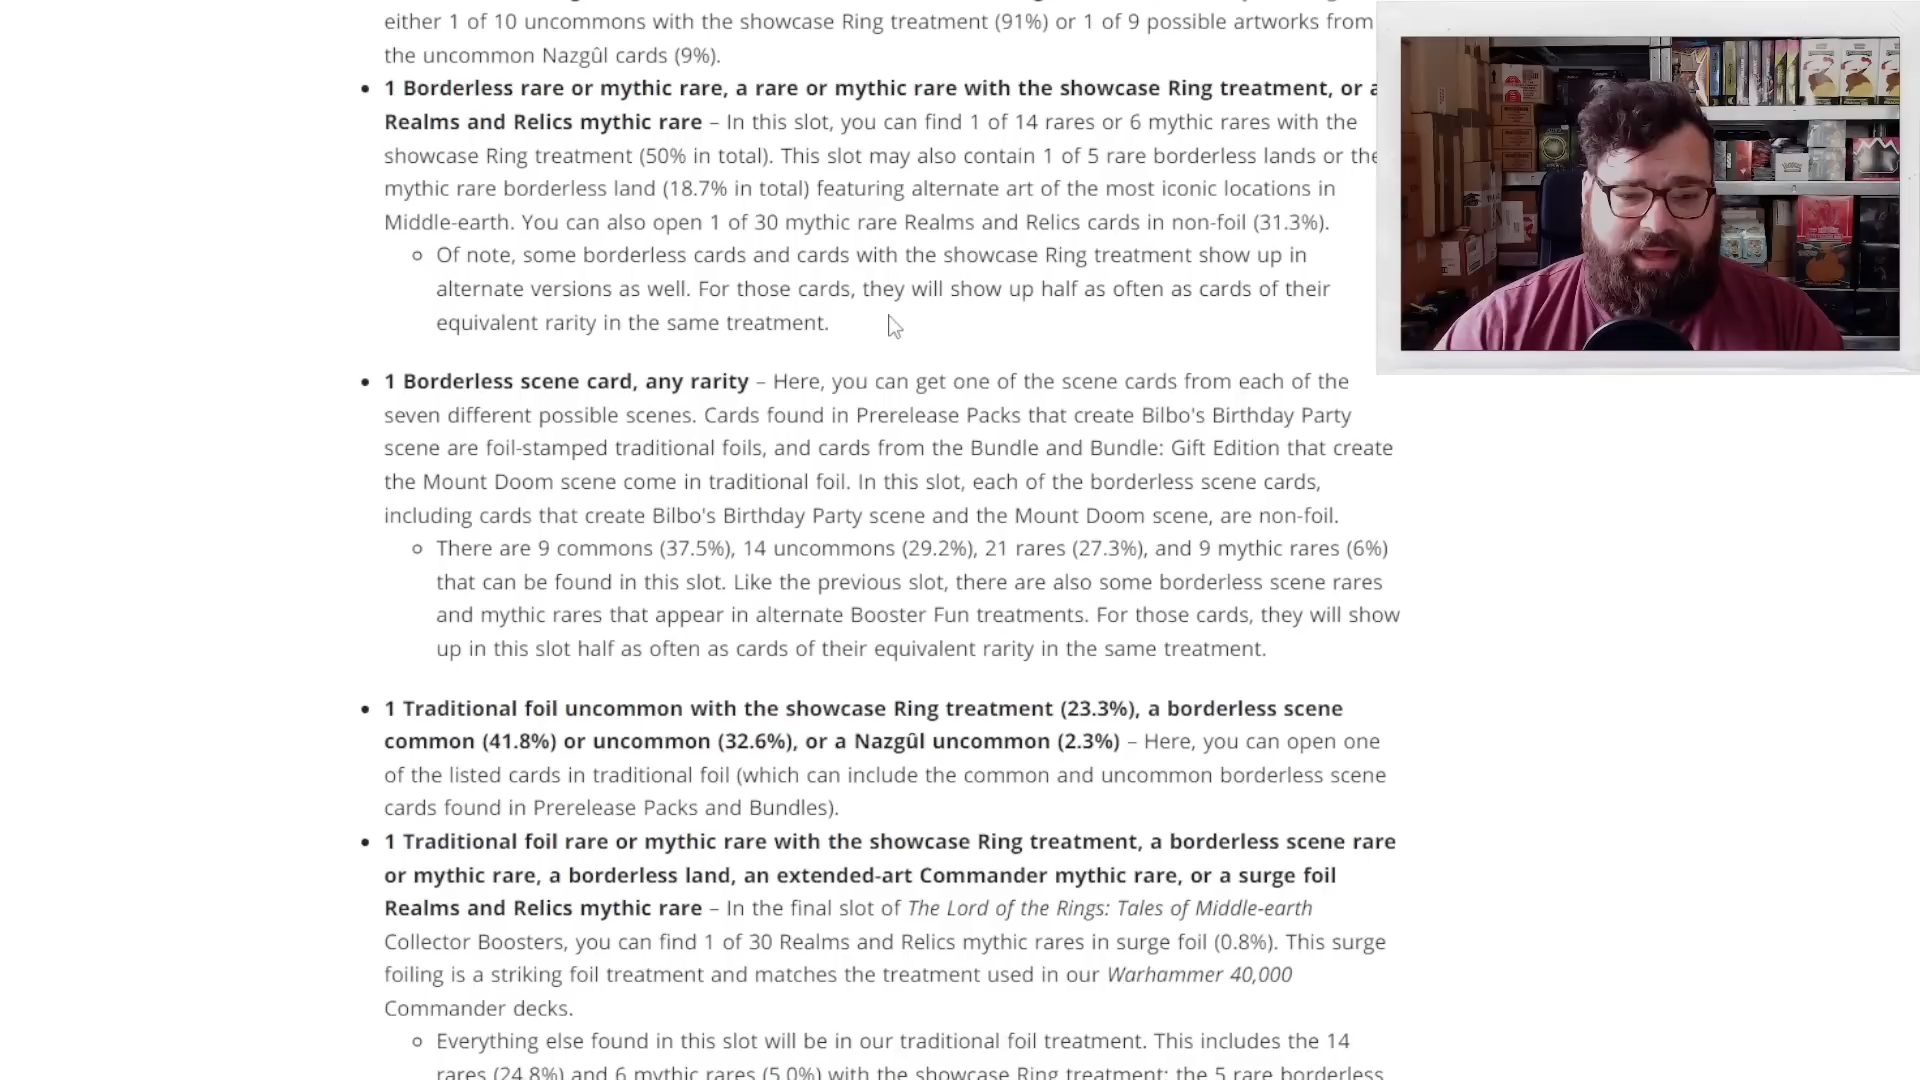 either 1 of 10 uncommons with the showcase Ring treatment (91%) or 1 of 9 possible artworks from
the uncommon Nazgûl cards (9%).
• 1 Borderless rare or mythic rare, a rare or mythic rare with the showcase Ring treatment, or a
Realms and Relics mythic rare – In this slot, you can find 1 of 14 rares or 6 mythic rares with the
showcase Ring treatment (50% in total). This slot may also contain 1 of 5 rare borderless lands or the
mythic rare borderless land (18.7% in total) featuring alternate art of the most iconic locations in
Middle-earth. You can also open 1 of 30 mythic rare Realms and Relics cards in non-foil (31.3%).
◦ Of note, some borderless cards and cards with the showcase Ring treatment show up in
alternate versions as well. For those cards, they will show up half as often as cards of their
equivalent rarity in the same treatment.
• 1 Borderless scene card, any rarity – Here, you can get one of the scene cards from each of the
seven different possible scenes. Cards found in Prerelease Packs that create Bilbo's Birthday Party
scene are foil-stamped traditional foils, and cards from the Bundle and Bundle: Gift Edition that create
the Mount Doom scene come in traditional foil. In this slot, each of the borderless scene cards,
including cards that create Bilbo's Birthday Party scene and the Mount Doom scene, are non-foil.
◦ There are 9 commons (37.5%), 14 uncommons (29.2%), 21 rares (27.3%), and 9 mythic rares (6%)
that can be found in this slot. Like the previous slot, there are also some borderless scene rares
and mythic rares that appear in alternate Booster Fun treatments. For those cards, they will show
up in this slot half as often as cards of their equivalent rarity in the same treatment.
• 1 Traditional foil uncommon with the showcase Ring treatment (23.3%), a borderless scene
common (41.8%) or uncommon (32.6%), or a Nazgûl uncommon (2.3%) – Here, you can open one
of the listed cards in traditional foil (which can include the common and uncommon borderless scene
cards found in Prerelease Packs and Bundles).
• 1 Traditional foil rare or mythic rare with the showcase Ring treatment, a borderless scene rare
or mythic rare, a borderless land, an extended-art Commander mythic rare, or a surge foil
Realms and Relics mythic rare – In the final slot of The Lord of the Rings: Tales of Middle-earth
Collector Boosters, you can find 1 of 30 Realms and Relics mythic rares in surge foil (0.8%). This surge
foiling is a striking foil treatment and matches the treatment used in our Warhammer 40,000
Commander decks.
◦ Everything else found in this slot will be in our traditional foil treatment. This includes the 14
rares (24.8%) and 6 mythic rares (5.0%) with the showcase Ring treatment; the 5 rare borderless